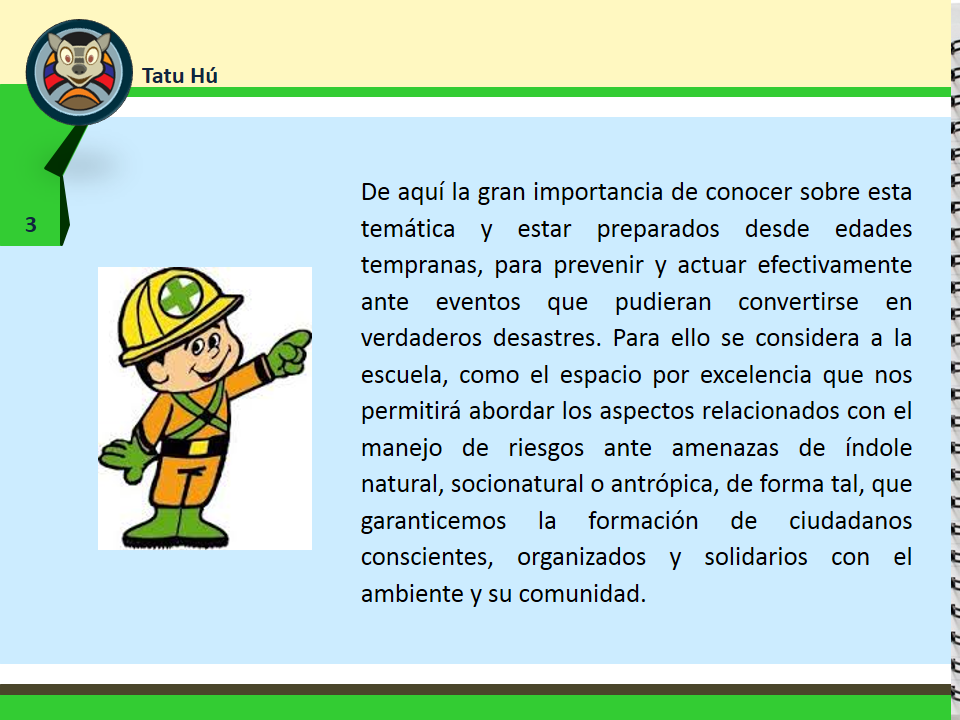 Tatu Hú
3
De aquí la gran importancia de conocer sobre esta
temática y estar preparados desde edades
tempranas, para prevenir y actuar efectivamente
ante eventos que pudieran convertirse en
verdaderos desastres. Para ello se considera a la
escuela, como el espacio por excelencia que nos
permitirá abordar los aspectos relacionados con el
manejo de riesgos ante amenazas de índole
natural, socionatural o antrópica, de forma tal, que
garanticemos la formación de ciudadanos
conscientes, organizados y solidarios con el
ambiente y su comunidad.